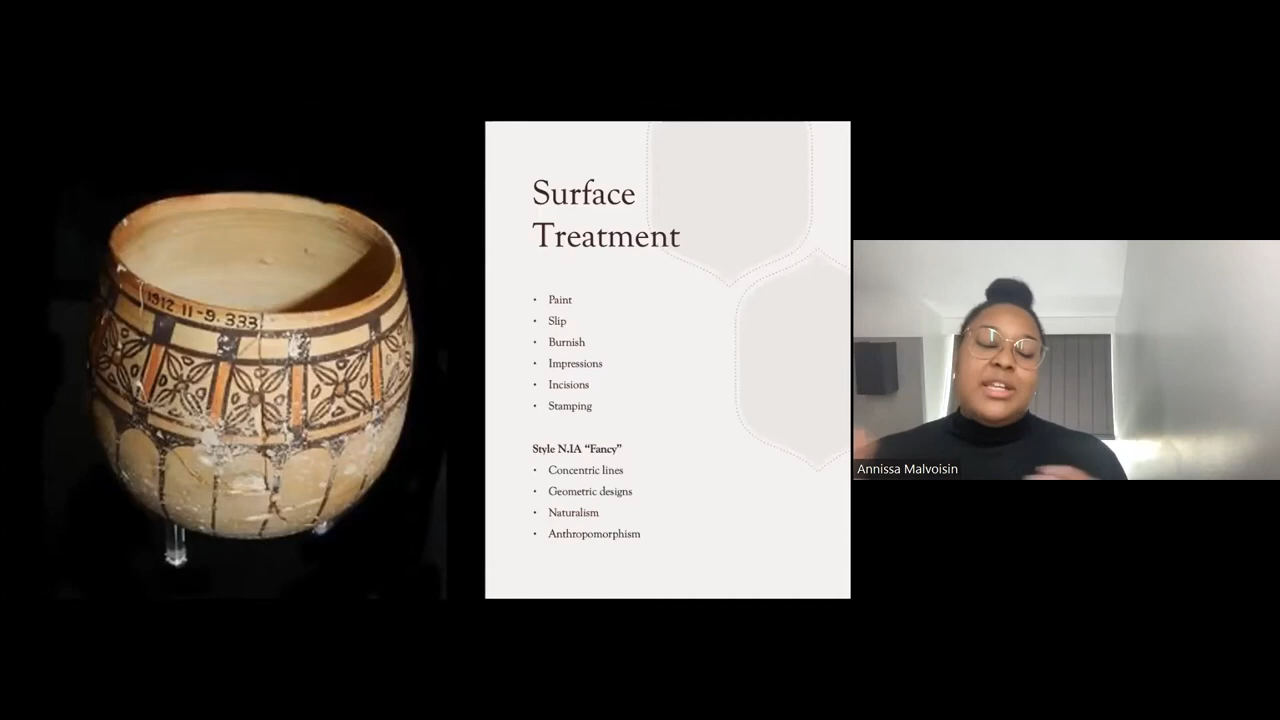 1912 11-9. 333
Surface
Treatment
• Paint
• Slip
• Burnish
• Impressions
• Incisions
• Stamping
Style N.IA “Fancy”
• Concentric lines
• Geometric designs
• Naturalism
• Anthropomorphism
Annissa Malvoisin